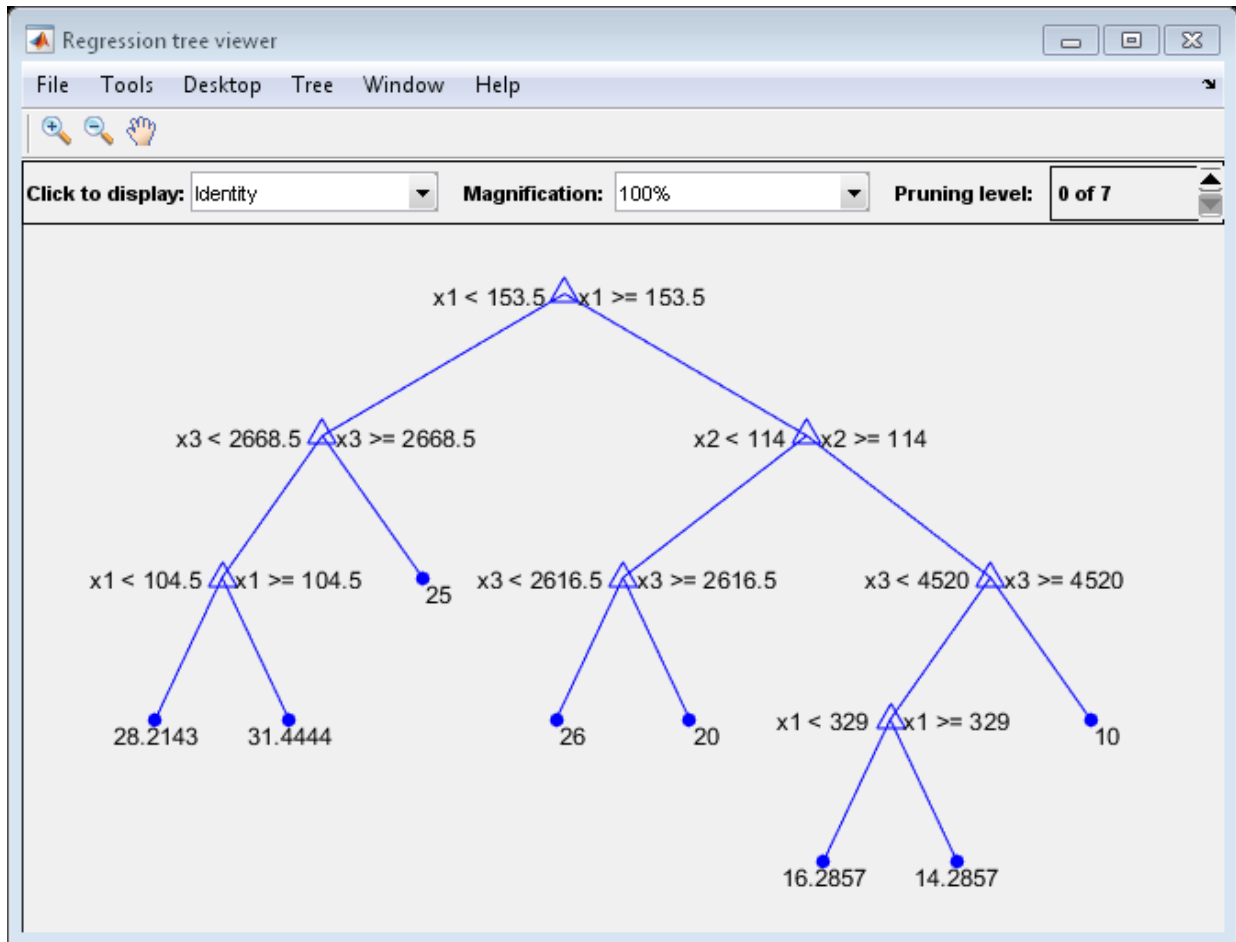 Regression tree viewer
File Tools Desktop Tree Window Help
Click to display: Identity Magnification: 100% Pruning level: 0 of 7
x1 < 153.5 x1 >= 153.5
x3 < 2668.5 x3 >= 2668.5 x2 < 114 x2 >= 114
x1 < 104.5 x1 >= 104.5 25 x3 < 2616.5 x3 >= 2616.5 x3 < 4520 x3 >= 4520
28.2143 31.4444 26 20 x1 < 329 x1 >= 329 10
16.2857 14.2857